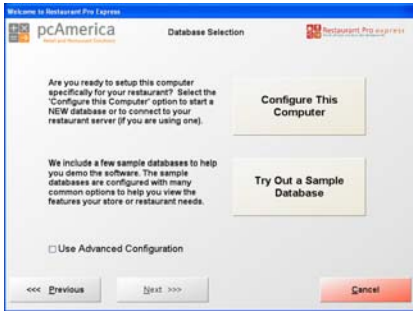 Welcome to Restaurant Pro Express
pcAmerica
Database Selection
Restaurant Pro express
Are you ready to setup this computer
specifically for your restaurant? Select the
'Configure this Computer' option to start a
NEW database or to connect to your
restaurant server (if you are using one).
Configure This
Computer
We include a few sample databases to help
you demo the software. The sample
databases are configured with many
common options to help you view the
features your store or restaurant needs.
Try Out a Sample
Database
Use Advanced Configuration
<<< Previous
Next >>>
Cancel